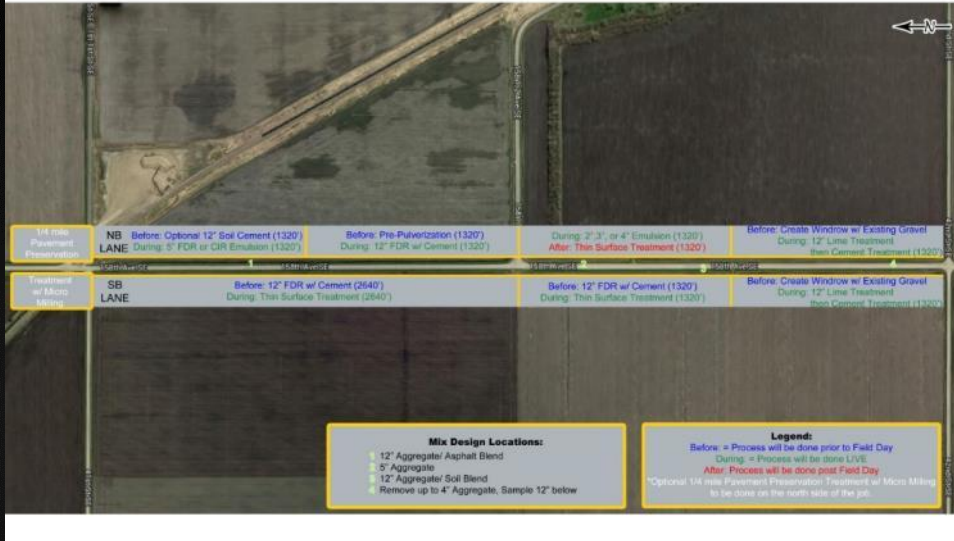 N
1/4 mile
Pavement
Preservation
NB
LANE
Before: Optional 12" Soil Cement (1320')
During: 5" FDR or CIR Emulsion (1320')
Before: Pre-Pulverization (1320')
During: 12" FDR w/ Cement (1320')
During: 2",3", or 4" Emulsion (1320')
After: Thin Surface Treatment (1320')
Before: Create Windrow w/ Existing Gravel
During: 12" Lime Treatment
then Cement Treatment (1320')
1
2
3
4
Treatment
w/ Micro
Milling
SB
LANE
Before: 12" FDR w/ Cement (2640')
During: Thin Surface Treatment (2640')
Before: 12" FDR w/ Cement (1320')
During: Thin Surface Treatment (1320')
Before: Create Windrow w/ Existing Gravel
During: 12" Lime Treatment
then Cement Treatment (1320')
Mix Design Locations:
1 12" Aggregate/ Asphalt Blend
2 5" Aggregate
3 12" Aggregate/ Soil Blend
4 Remove up to 4" Aggregate, Sample 12" below
Legend:
Before: = Process will be done prior to Field Day
During: = Process will be done LIVE
After: Process will be done post Field Day
*Optional 1/4 mile Pavement Preservation Treatment w/ Micro Milling
to be done on the north side of the job.